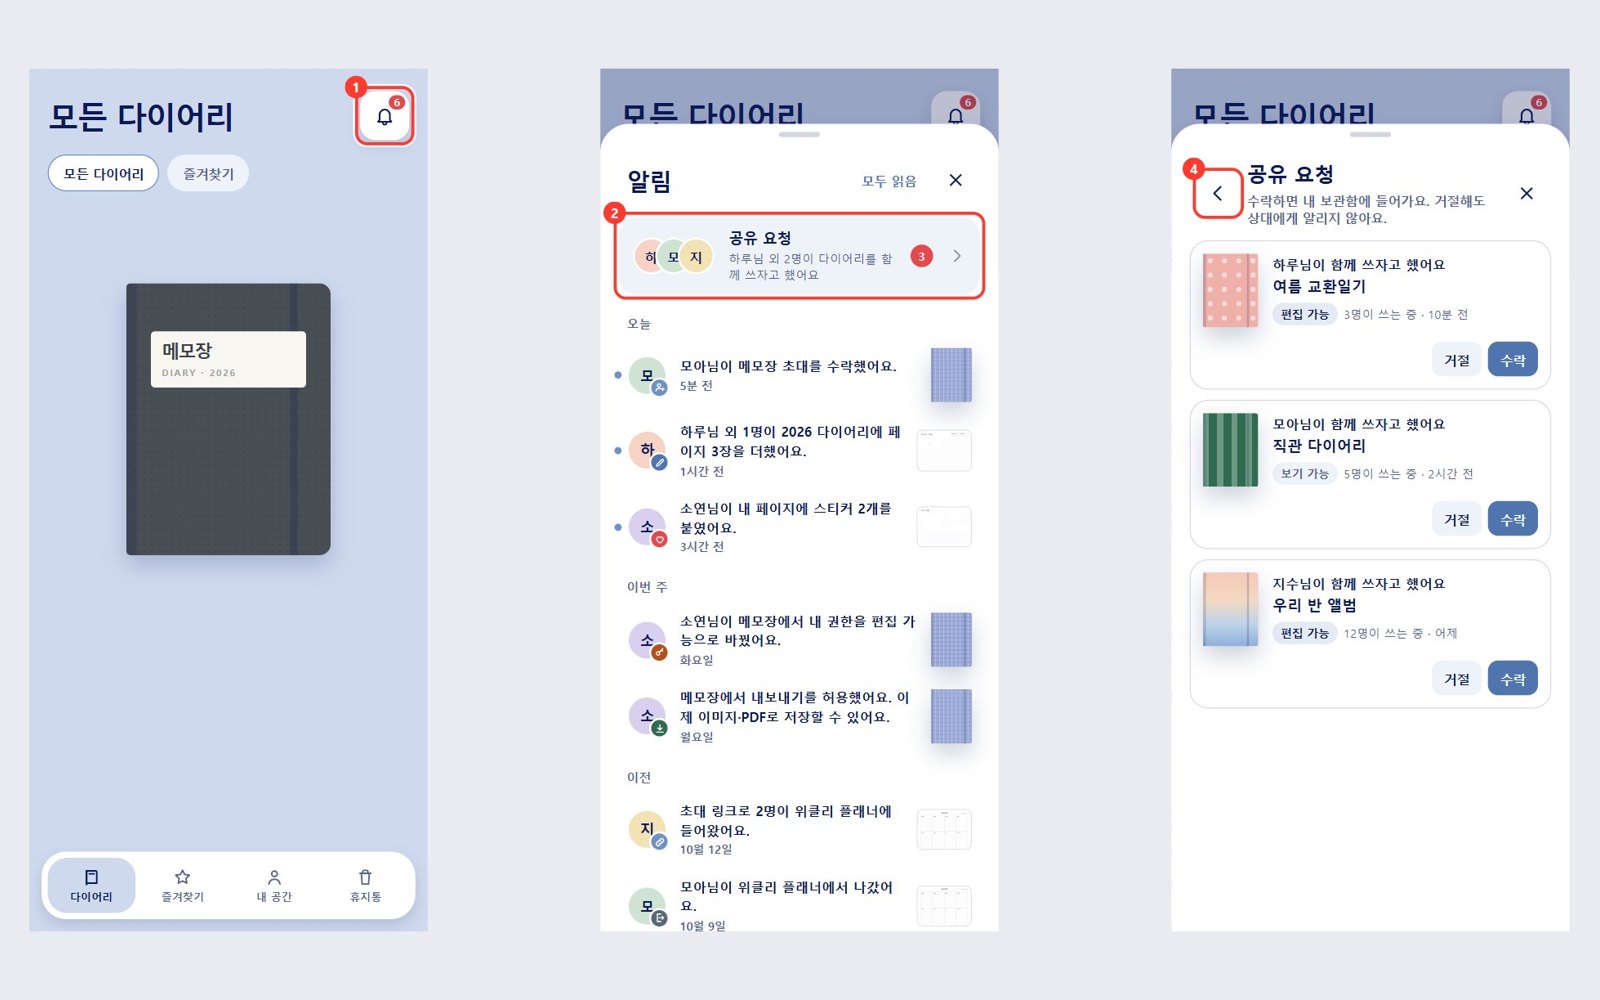 1
모든 다이어리
6
모든 다이어리
즐겨찾기
메모장
DIARY · 2026
다이어리
즐겨찾기
내 공간
휴지통
모든 다이어리
6
알림
모두 읽음
2
하
모
지
공유 요청
하루님 외 2명이 다이어리를 함
께 쓰자고 했어요
3
오늘
모
모아님이 메모장 초대를 수락했어요.
5분 전
하
하루님 외 1명이 2026 다이어리에 페
이지 3장을 더했어요.
1시간 전
소
소연님이 내 페이지에 스티커 2개를
붙였어요.
3시간 전
이번 주
소
소연님이 메모장에서 내 권한을 편집 가
능으로 바꿨어요.
화요일
소
메모장에서 내보내기를 허용했어요. 이
제 이미지·PDF로 저장할 수 있어요.
월요일
이전
지
초대 링크로 2명이 위클리 플래너에
들어왔어요.
10월 12일
모
모아님이 위클리 플래너에서 나갔어
요.
10월 9일
모든 다이어리
6
4
공유 요청
수락하면 내 보관함에 들어가요. 거절해도
상대에게 알리지 않아요.
하루님이 함께 쓰자고 했어요
여름 교환일기
편집 가능 3명이 쓰는 중 · 10분 전
거절
수락
모아님이 함께 쓰자고 했어요
직관 다이어리
보기 가능 5명이 쓰는 중 · 2시간 전
거절
수락
지수님이 함께 쓰자고 했어요
우리 반 앨범
편집 가능 12명이 쓰는 중 · 어제
거절
수락